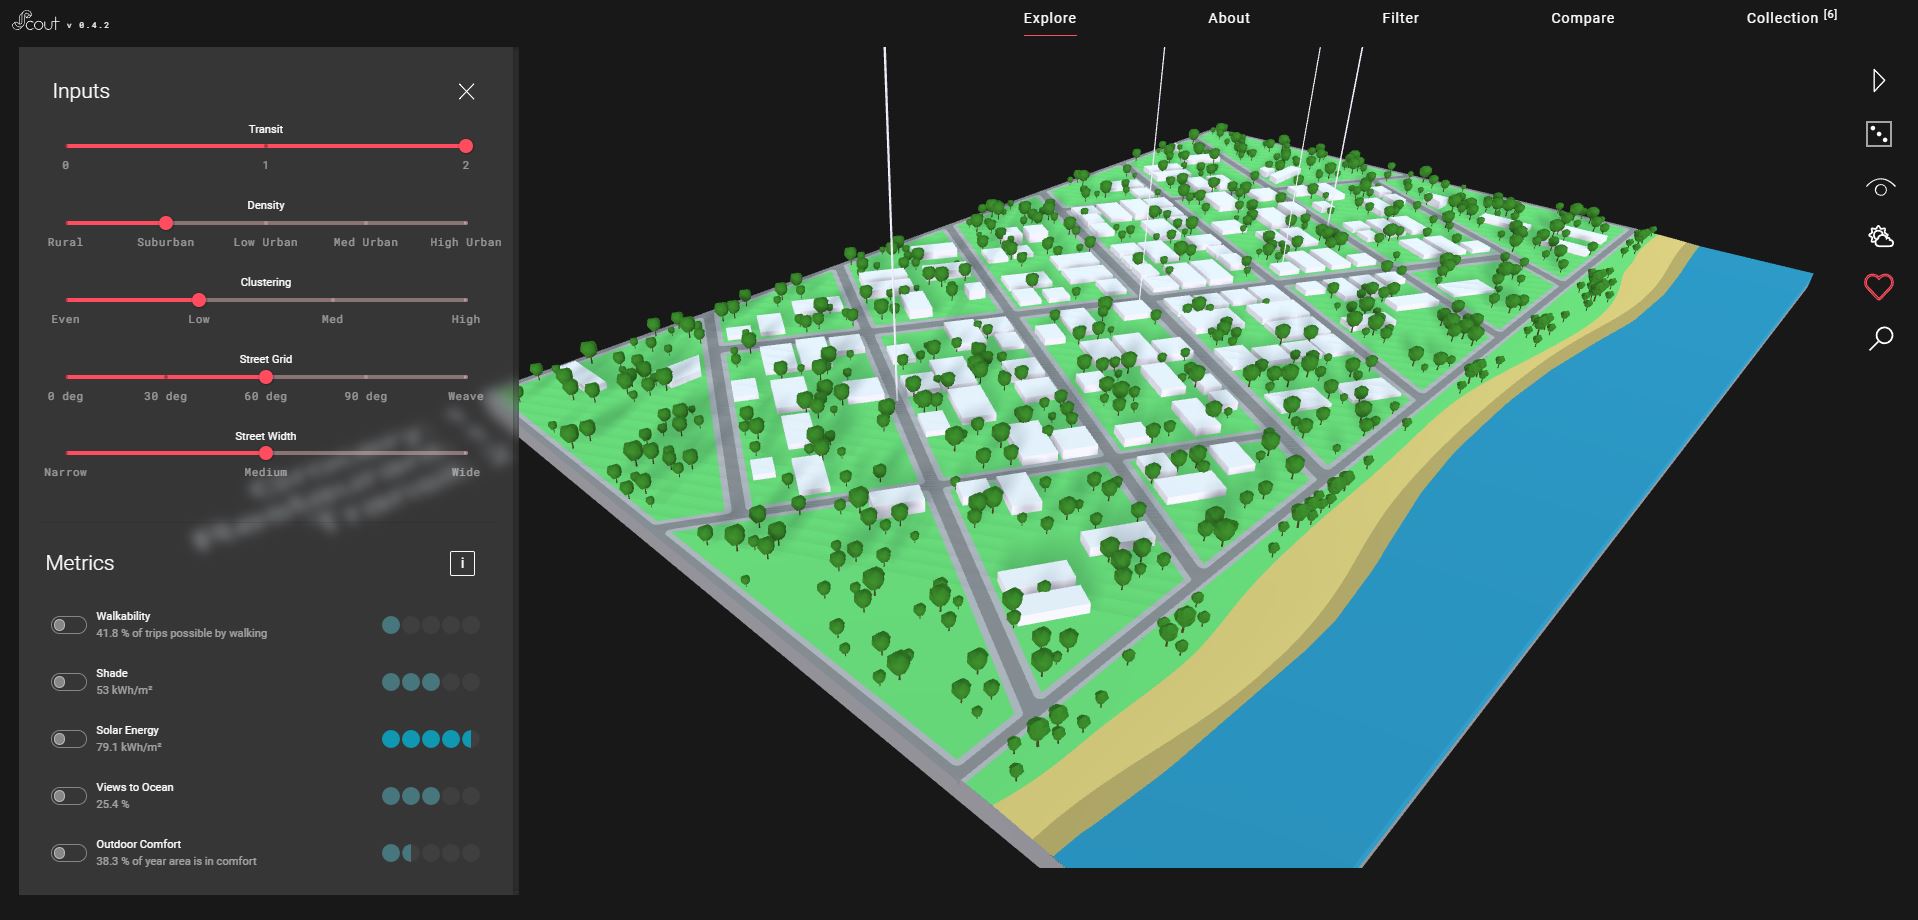 Scout v 0.4.2
Explore
About
Filter
Compare
Collection [6]
Inputs
Transit
0 1 2
Density
Rural Suburban Low Urban Med Urban High Urban
Clustering
Even Low Med High
Street Grid
0 deg 30 deg 60 deg 90 deg Weave
Street Width
Narrow Medium Wide
Metrics
i
Walkability
41.8 % of trips possible by walking
Shade
53 kWh/m²
Solar Energy
79.1 kWh/m²
Views to Ocean
25.4 %
Outdoor Comfort
38.3 % of year area is in comfort